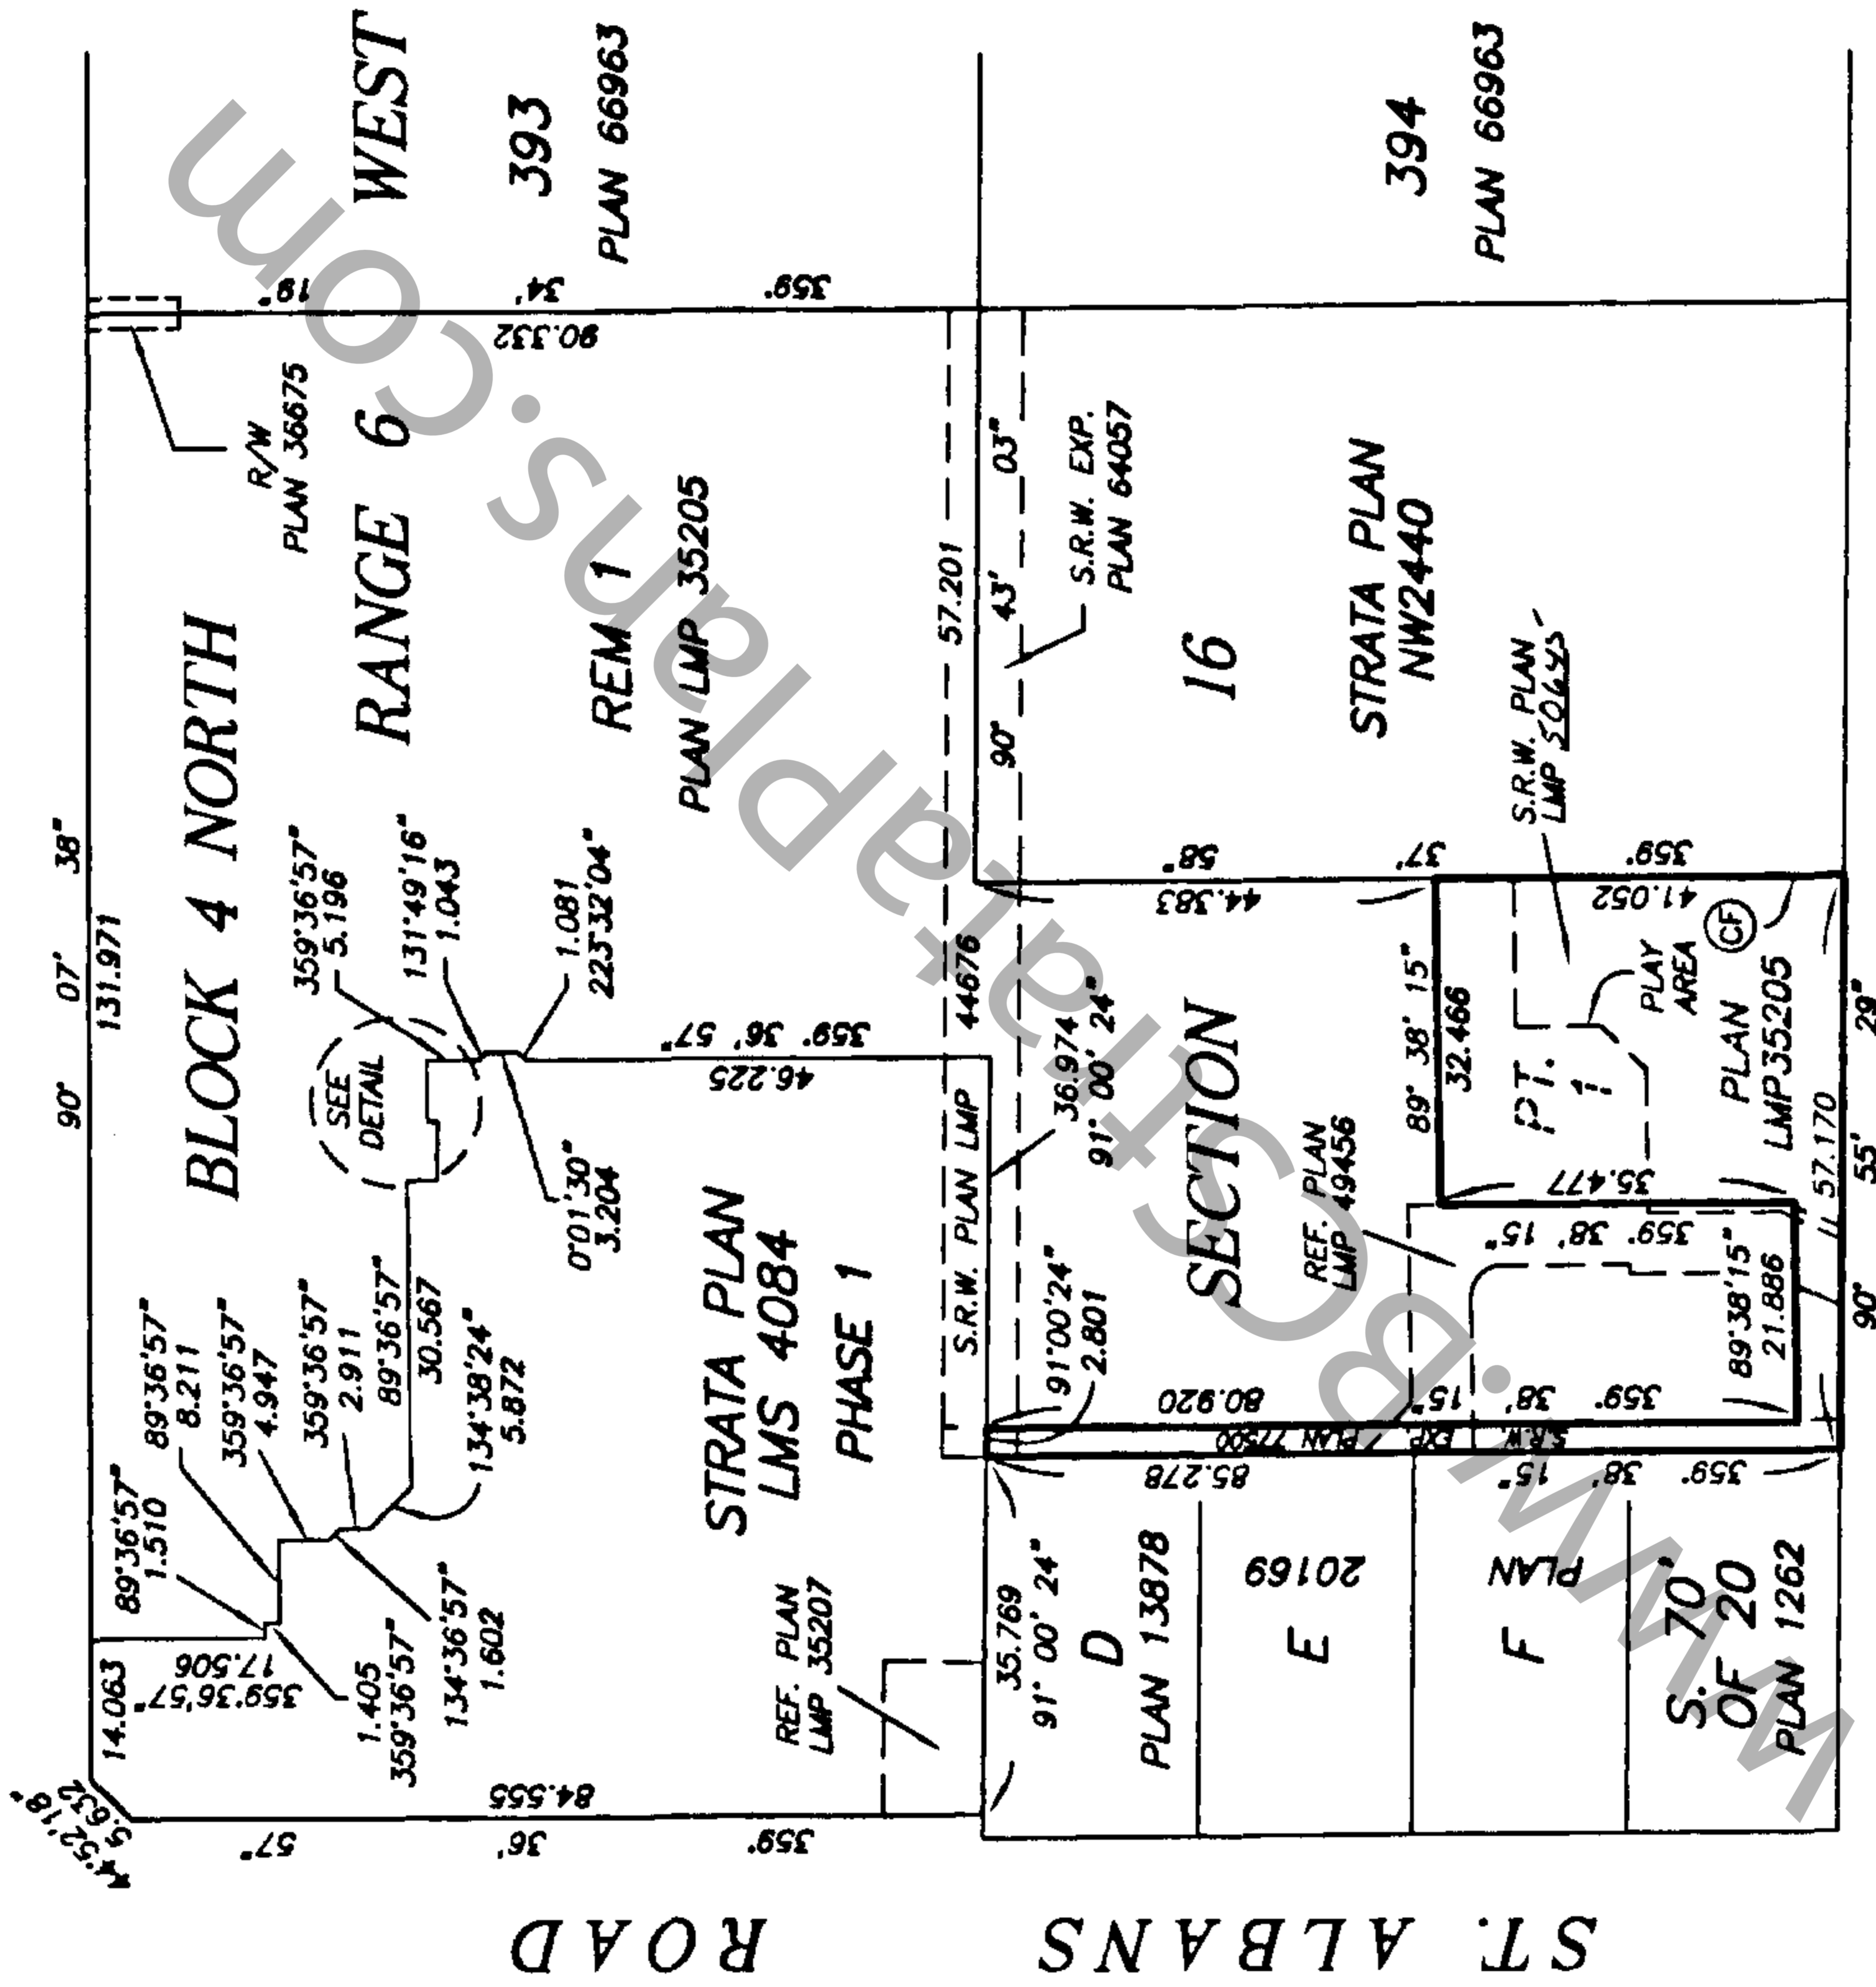 90° 07' 38"
131.971
BLOCK 4 NORTH
RANGE 6 WEST
R/W
PLAN 36675
393
PLAN 66963
359° 34' 19"
90.332
REM 1
PLAN LMP 35205
14.063
359°36'57"
17.506
89°36'57"
1.510
89°36'57"
8.211
359°36'57"
4.947
359°36'57"
2.911
89°36'57"
30.567
134°38'24"
5.872
1.405
359°36'57"
134°36'57"
1.602
SEE
DETAIL
359°36'57"
5.196
131°49'16"
1.043
1.081
223°32'04"
0°01'30"
3.204
359° 36' 57"
46.225
STRATA PLAN
LMS 4084
PHASE 1
REF. PLAN
LMP 35207
359° 36' 57"
84.555
S.R.W. PLAN LMP 44676
57.201
90° 43' 03"
S.R.W. EXP.
PLAN 64057
36.974
91° 00' 24"
91°00'24"
2.801
35.769
91° 00' 24"
SECTION 16
STRATA PLAN
NW2440
394
PLAN 66963
359° 37' 58"
44.383
41.052
89° 38' 15"
32.466
S.R.W. PLAN
LMP 50645
PLAY
AREA
CF
PT.
1
PLAN
LMP35205
REF. PLAN
LMP 49456
35.477
359° 38' 15"
89°38'15"
21.886
80.920
359° 38' 15"
S.R.W. EXP. PLAN 77300
85.278
359° 38' 15"
57.170
90° 55' 29"
D
PLAN 13878
E
F
PLAN 20169
S. 70'
OF 20
PLAN 1262
ST. ALBANS ROAD
www.BCStrataPlans.com